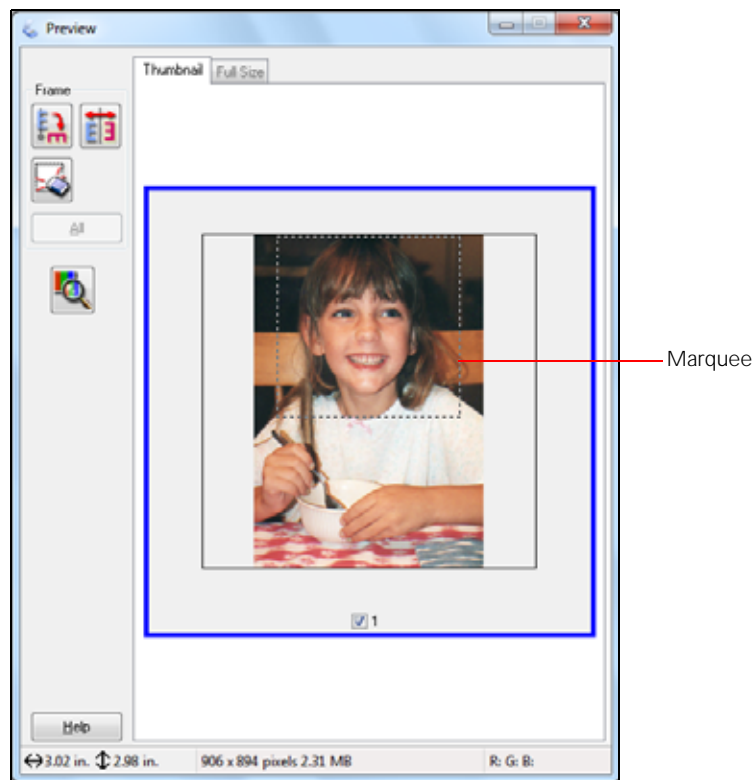 Preview
Thumbnail Full Size
Frame
All
Marquee
1
Help
3.02 in. 2.98 in. 906 x 894 pixels 2.31 MB R: G: B: